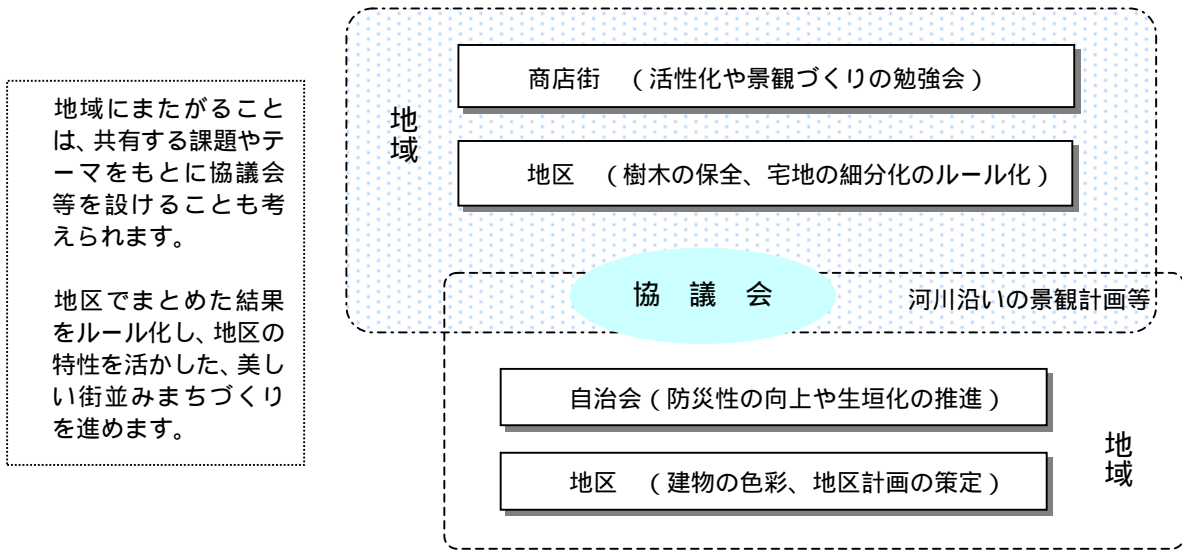 地域にまたがること
は、共有する課題やテ
ーマをもとに協議会
等を設けることも考
えられます。
地区でまとめた結果
をルール化し、地区の
特性を活かした、美し
い街並みまちづくり
を進めます。
地域
商店街 （活性化や景観づくりの勉強会）
地区 （樹木の保全、宅地の細分化のルール化）
協 議 会
河川沿いの景観計画等
自治会（防災性の向上や生垣化の推進）
地区 （建物の色彩、地区計画の策定）
地域